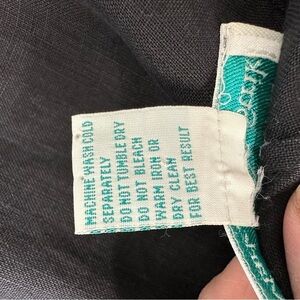 MACHINE WASH COLD
SEPARATELY
DO NOT TUMBLE DRY
DO NOT BLEACH
WARM IRON OR
DRY CLEAN
FOR BEST RESULT